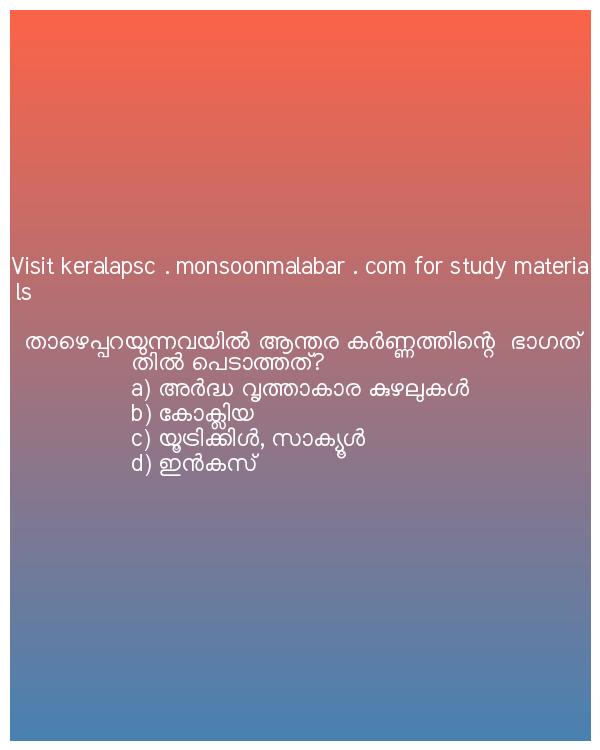 Visit keralapsc . monsoonmalabar . com for study materia
ls
താഴെപ്പറയുന്നവയിൽ ആന്തര കർണ്ണത്തിന്റെ ഭാഗത്
തിൽ പെടാത്തത്?
a) അർദ്ധ വൃത്താകാര കുഴലുകൾ
b) കോക്ലിയ
c) യൂട്രിക്കിൾ, സാക്യൂൾ
d) ഇൻകസ്